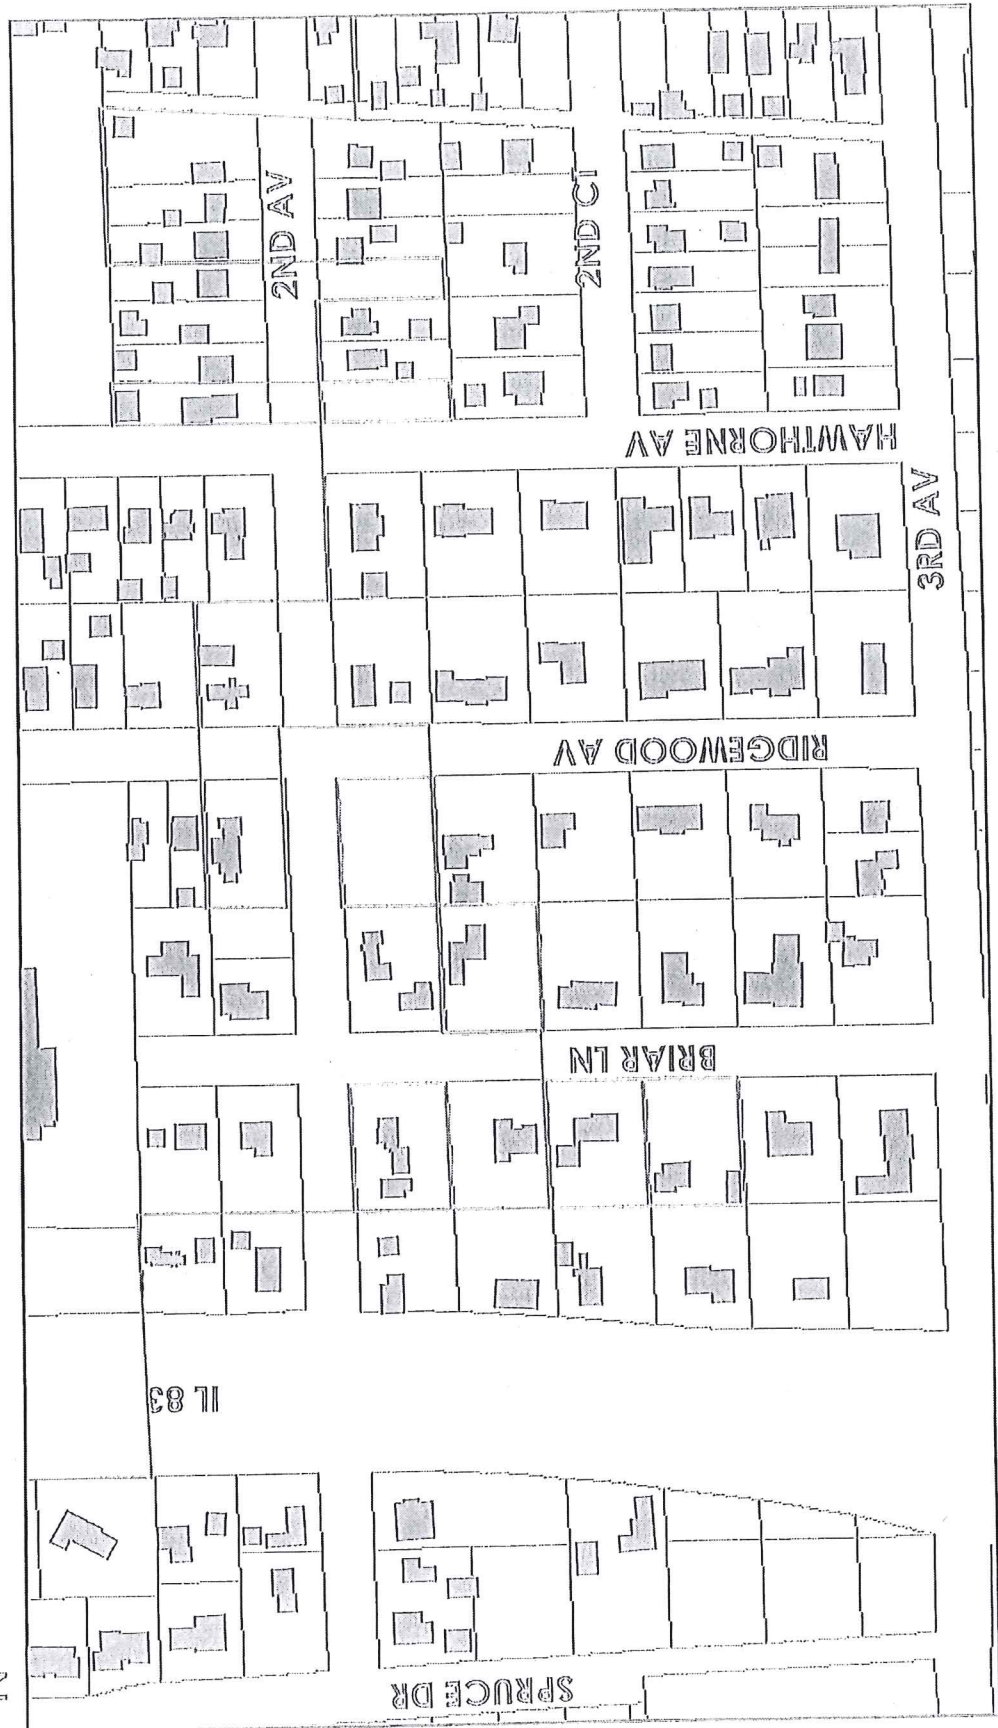 2ND AV
2ND CT
HAWTHORNE AV
3RD AV
RIDGEWOOD AV
BRIAR LN
IL 83
SPRUCE DR